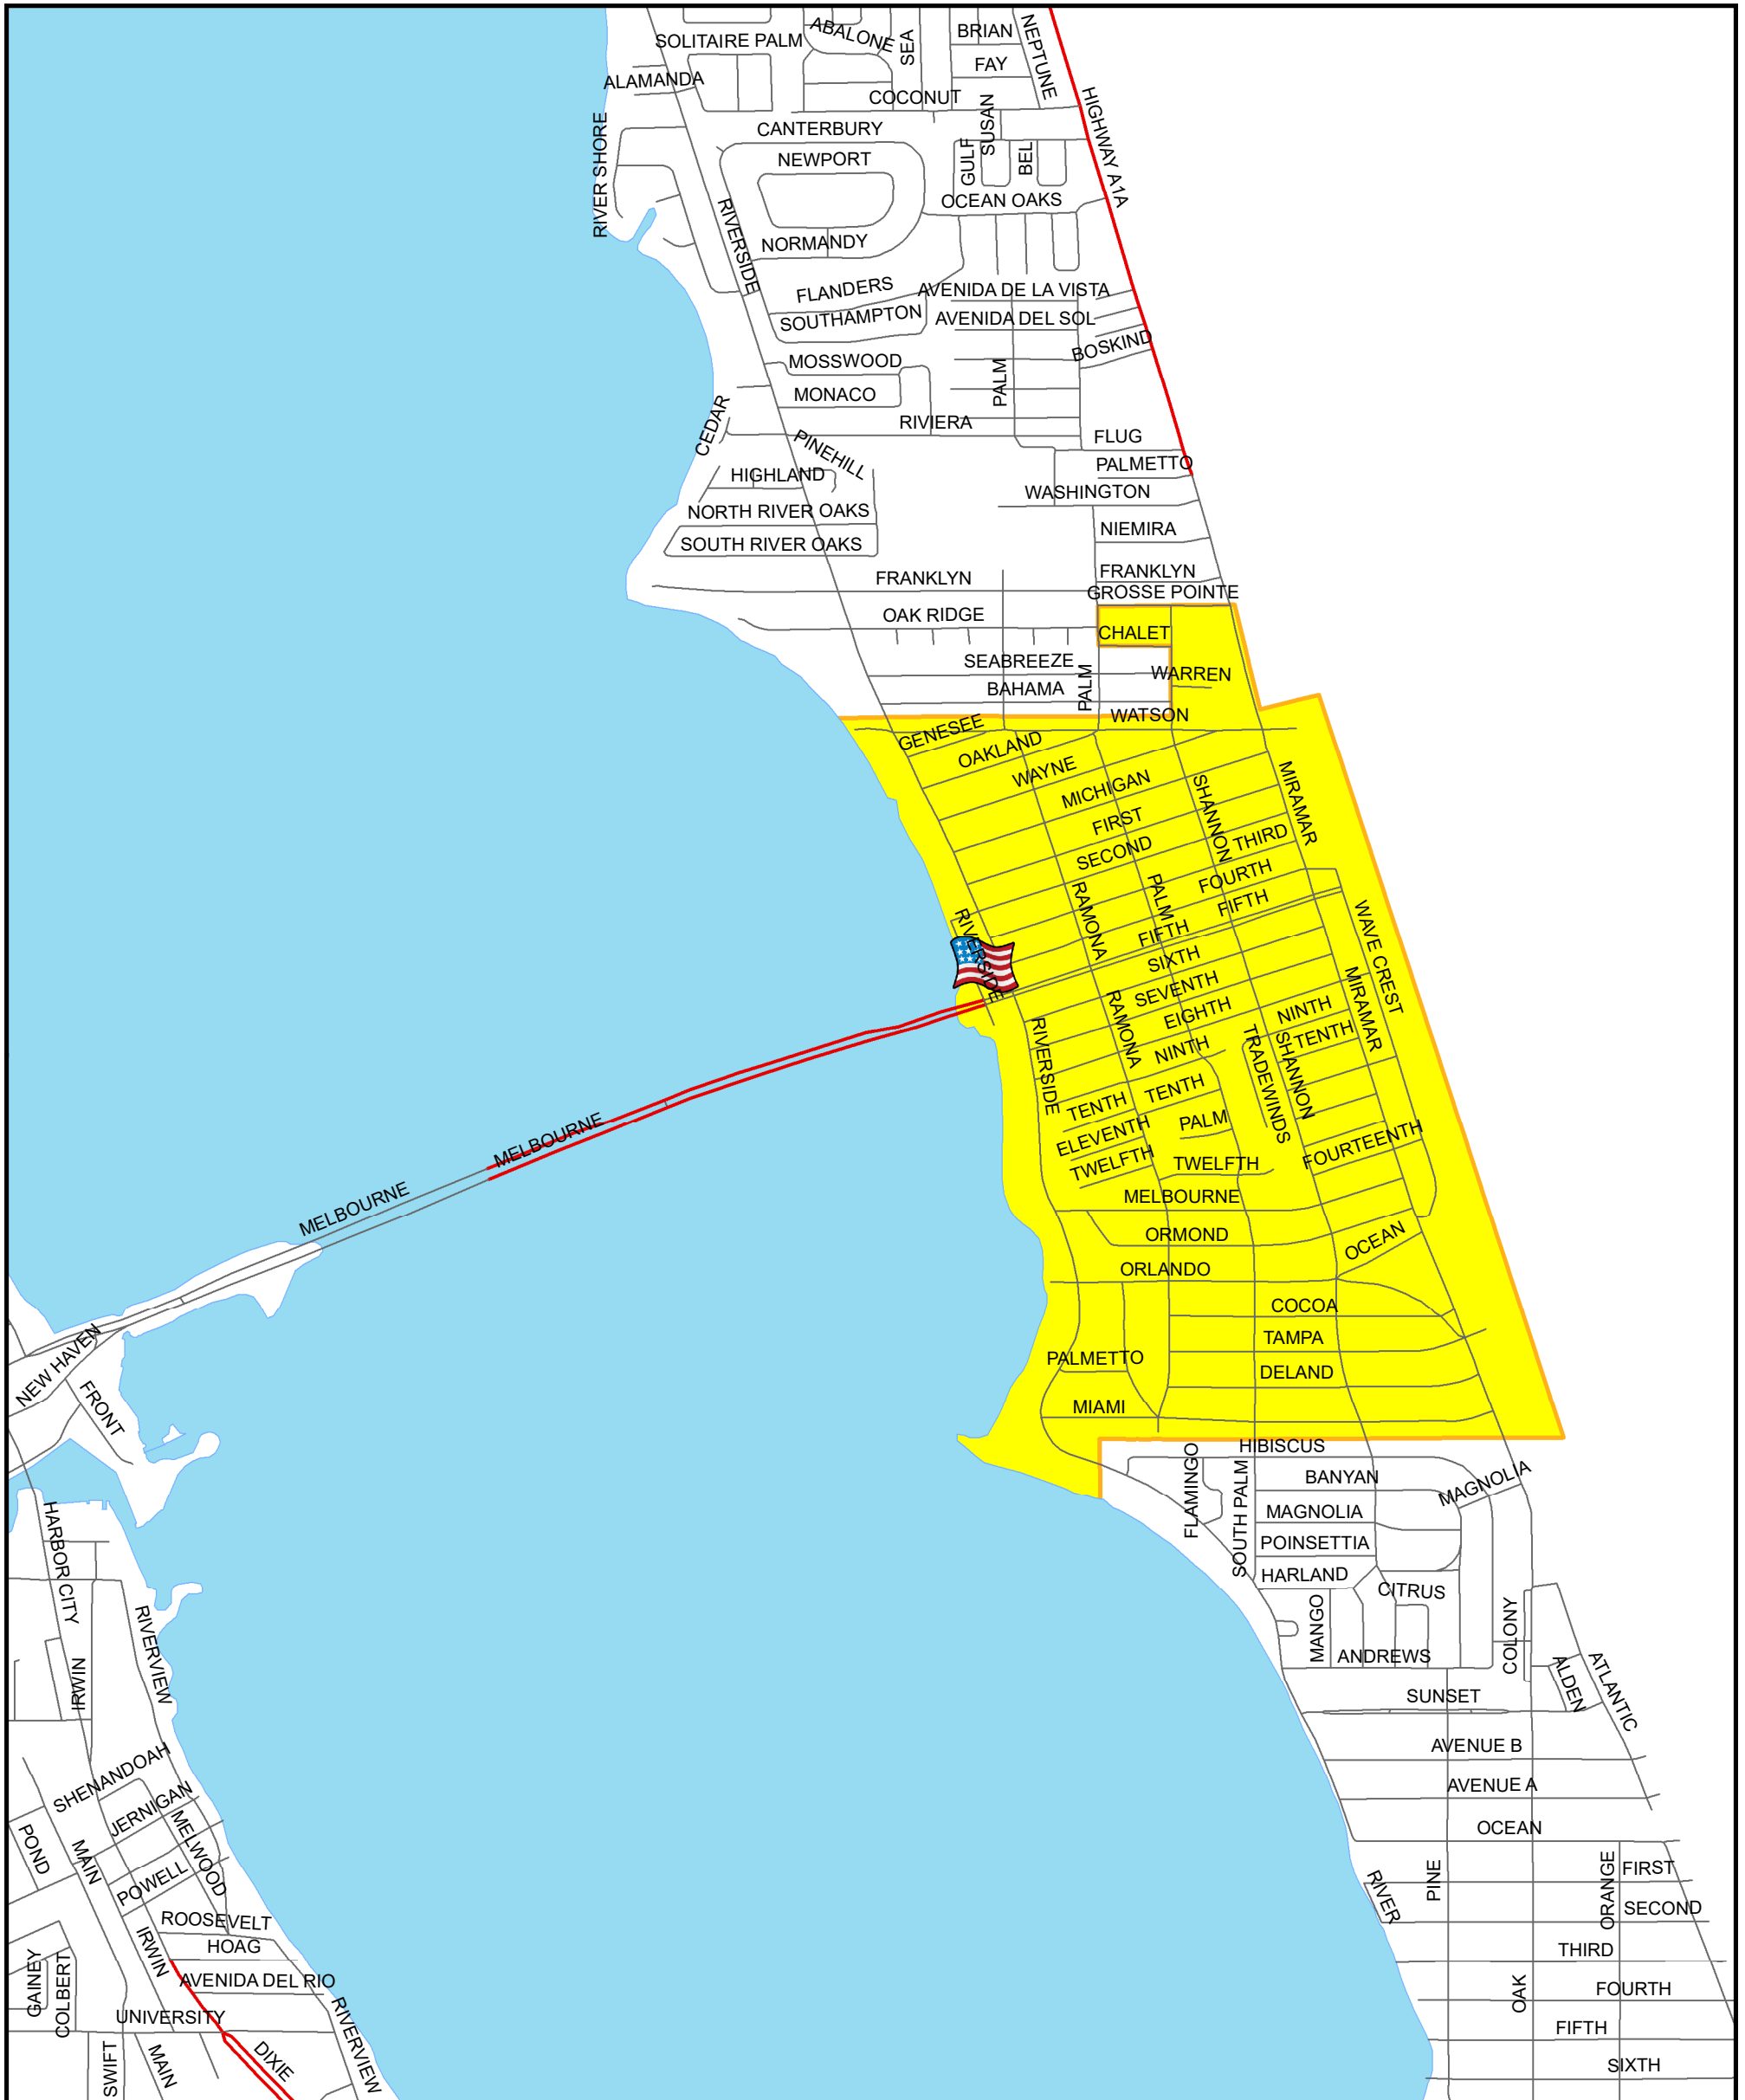 SOLITAIRE PALM
ABALONE
SEA
BRIAN
NEPTUNE
FAY
ALAMANDA
COCONUT
HIGHWAY A1A
SUSAN
CANTERBURY
RIVER SHORE
NEWPORT
GULF
BEL
OCEAN OAKS
RIVERSIDE
NORMANDY
FLANDERS
AVENIDA DE LA VISTA
SOUTHAMPTON
AVENIDA DEL SOL
BOSKIND
MOSSWOOD
PALM
MONACO
CEDAR
RIVIERA
PINEHILL
FLUG
PALMETTO
HIGHLAND
WASHINGTON
NORTH RIVER OAKS
NIEMIRA
SOUTH RIVER OAKS
FRANKLYN
FRANKLYN
GROSSE POINTE
OAK RIDGE
CHALET
SEABREEZE
WARREN
BAHAMA
PALM
WATSON
GENESEE
OAKLAND
WAYNE
MICHIGAN
SHANNON
MIRAMAR
FIRST
SECOND
THIRD
FOURTH
RAMONA
PALM
FIFTH
FIFTH
WAVE CREST
RIVERSIDE
SIXTH
SEVENTH
EIGHTH
MIRAMAR
RAMONA
NINTH
TENTH
RIVERSIDE
NINTH
TRADEWINDS
SHANNON
TENTH
TENTH
ELEVENTH
PALM
MELBOURNE
FOURTEENTH
TWELFTH
TWELFTH
MELBOURNE
MELBOURNE
ORMOND
OCEAN
ORLANDO
COCOA
TAMPA
NEW HAVEN
PALMETTO
DELAND
FRONT
MIAMI
HIBISCUS
FLAMINGO
BANYAN
MAGNOLIA
SOUTH PALM
MAGNOLIA
POINSETTIA
HARBOR CITY
HARLAND
CITRUS
MANGO
COLONY
RIVERVIEW
ANDREWS
IRWIN
ALDEN
ATLANTIC
SUNSET
AVENUE B
SHENANDOAH
AVENUE A
JERNIGAN
MELWOOD
OCEAN
POND
MAIN
POWELL
RIVER
PINE
ORANGE
FIRST
SECOND
ROOSEVELT
HOAG
IRWIN
THIRD
GAINEY
COLBERT
AVENIDA DEL RIO
OAK
FOURTH
UNIVERSITY
RIVERVIEW
FIFTH
SWIFT
MAIN
DIXIE
SIXTH